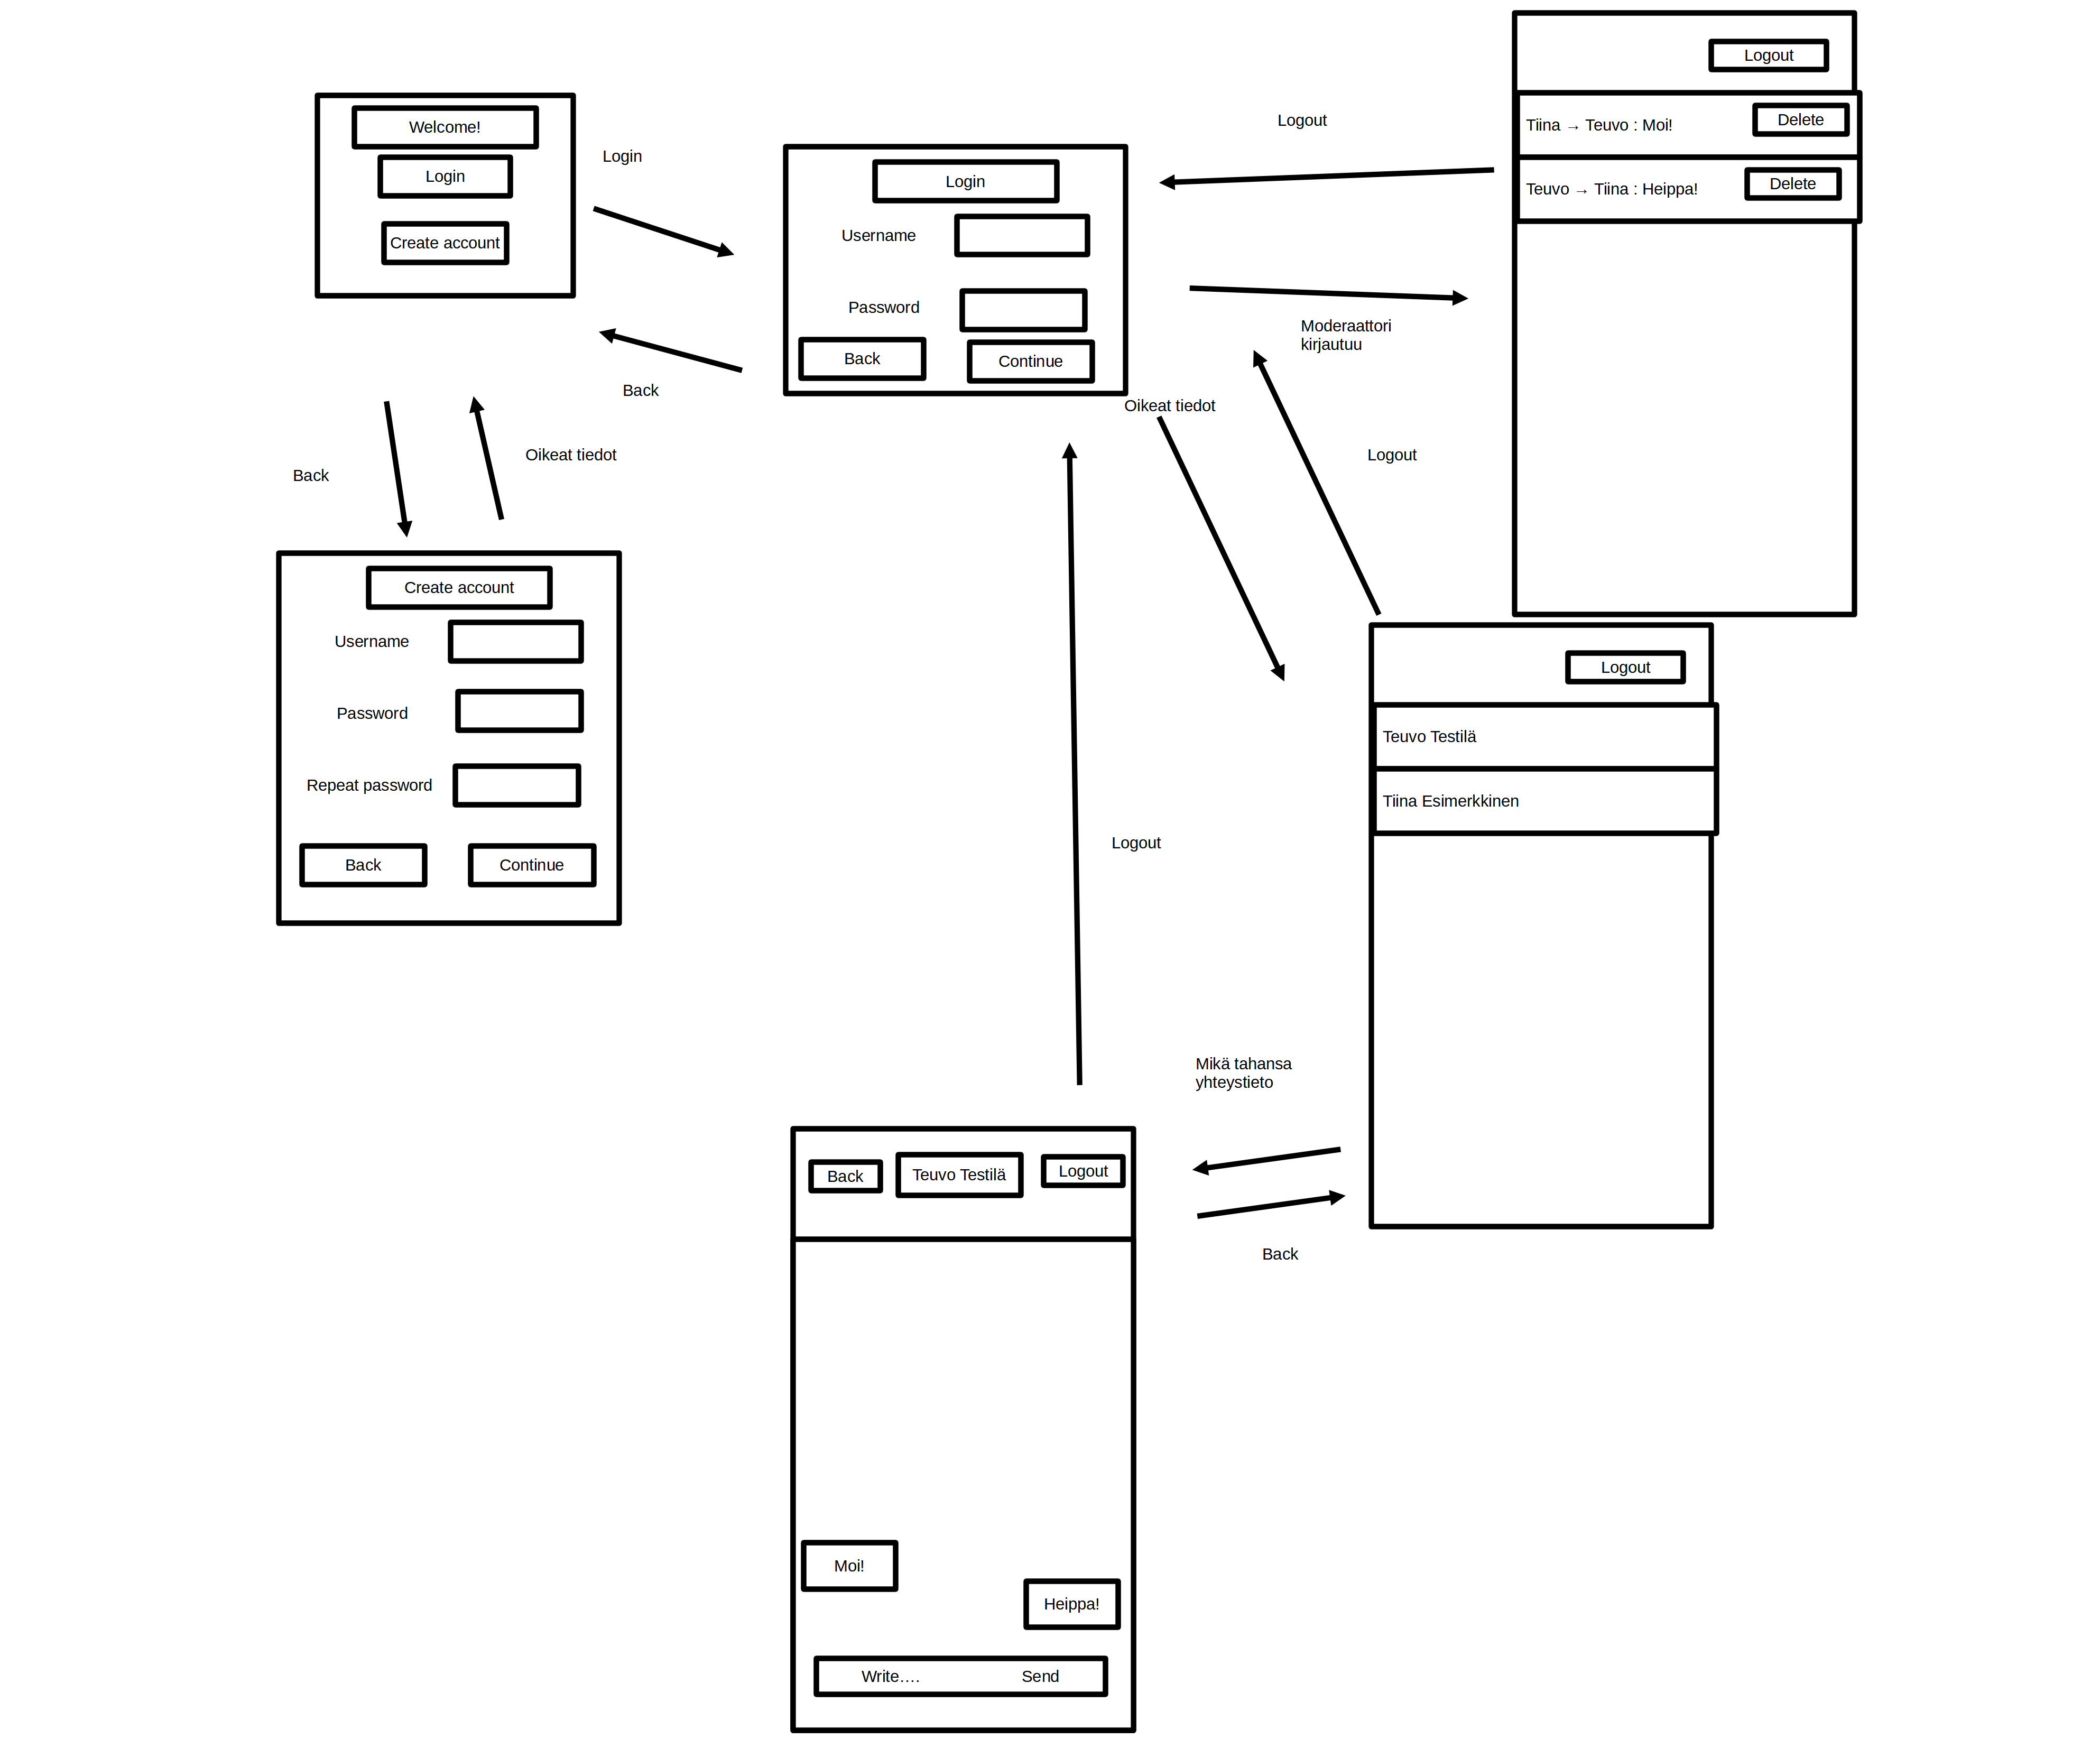 Welcome!
Login
Create account
Login
Back
Login
Username
Password
Back
Continue
Logout
Moderaattori
kirjautuu
Logout
Tiina → Teuvo : Moi!
Delete
Teuvo → Tiina : Heippa!
Delete
Back
Oikeat tiedot
Oikeat tiedot
Logout
Create account
Username
Password
Repeat password
Back
Continue
Logout
Teuvo Testilä
Tiina Esimerkkinen
Logout
Mikä tahansa
yhteystieto
Back
Back
Teuvo Testilä
Logout
Moi!
Heippa!
Write....
Send